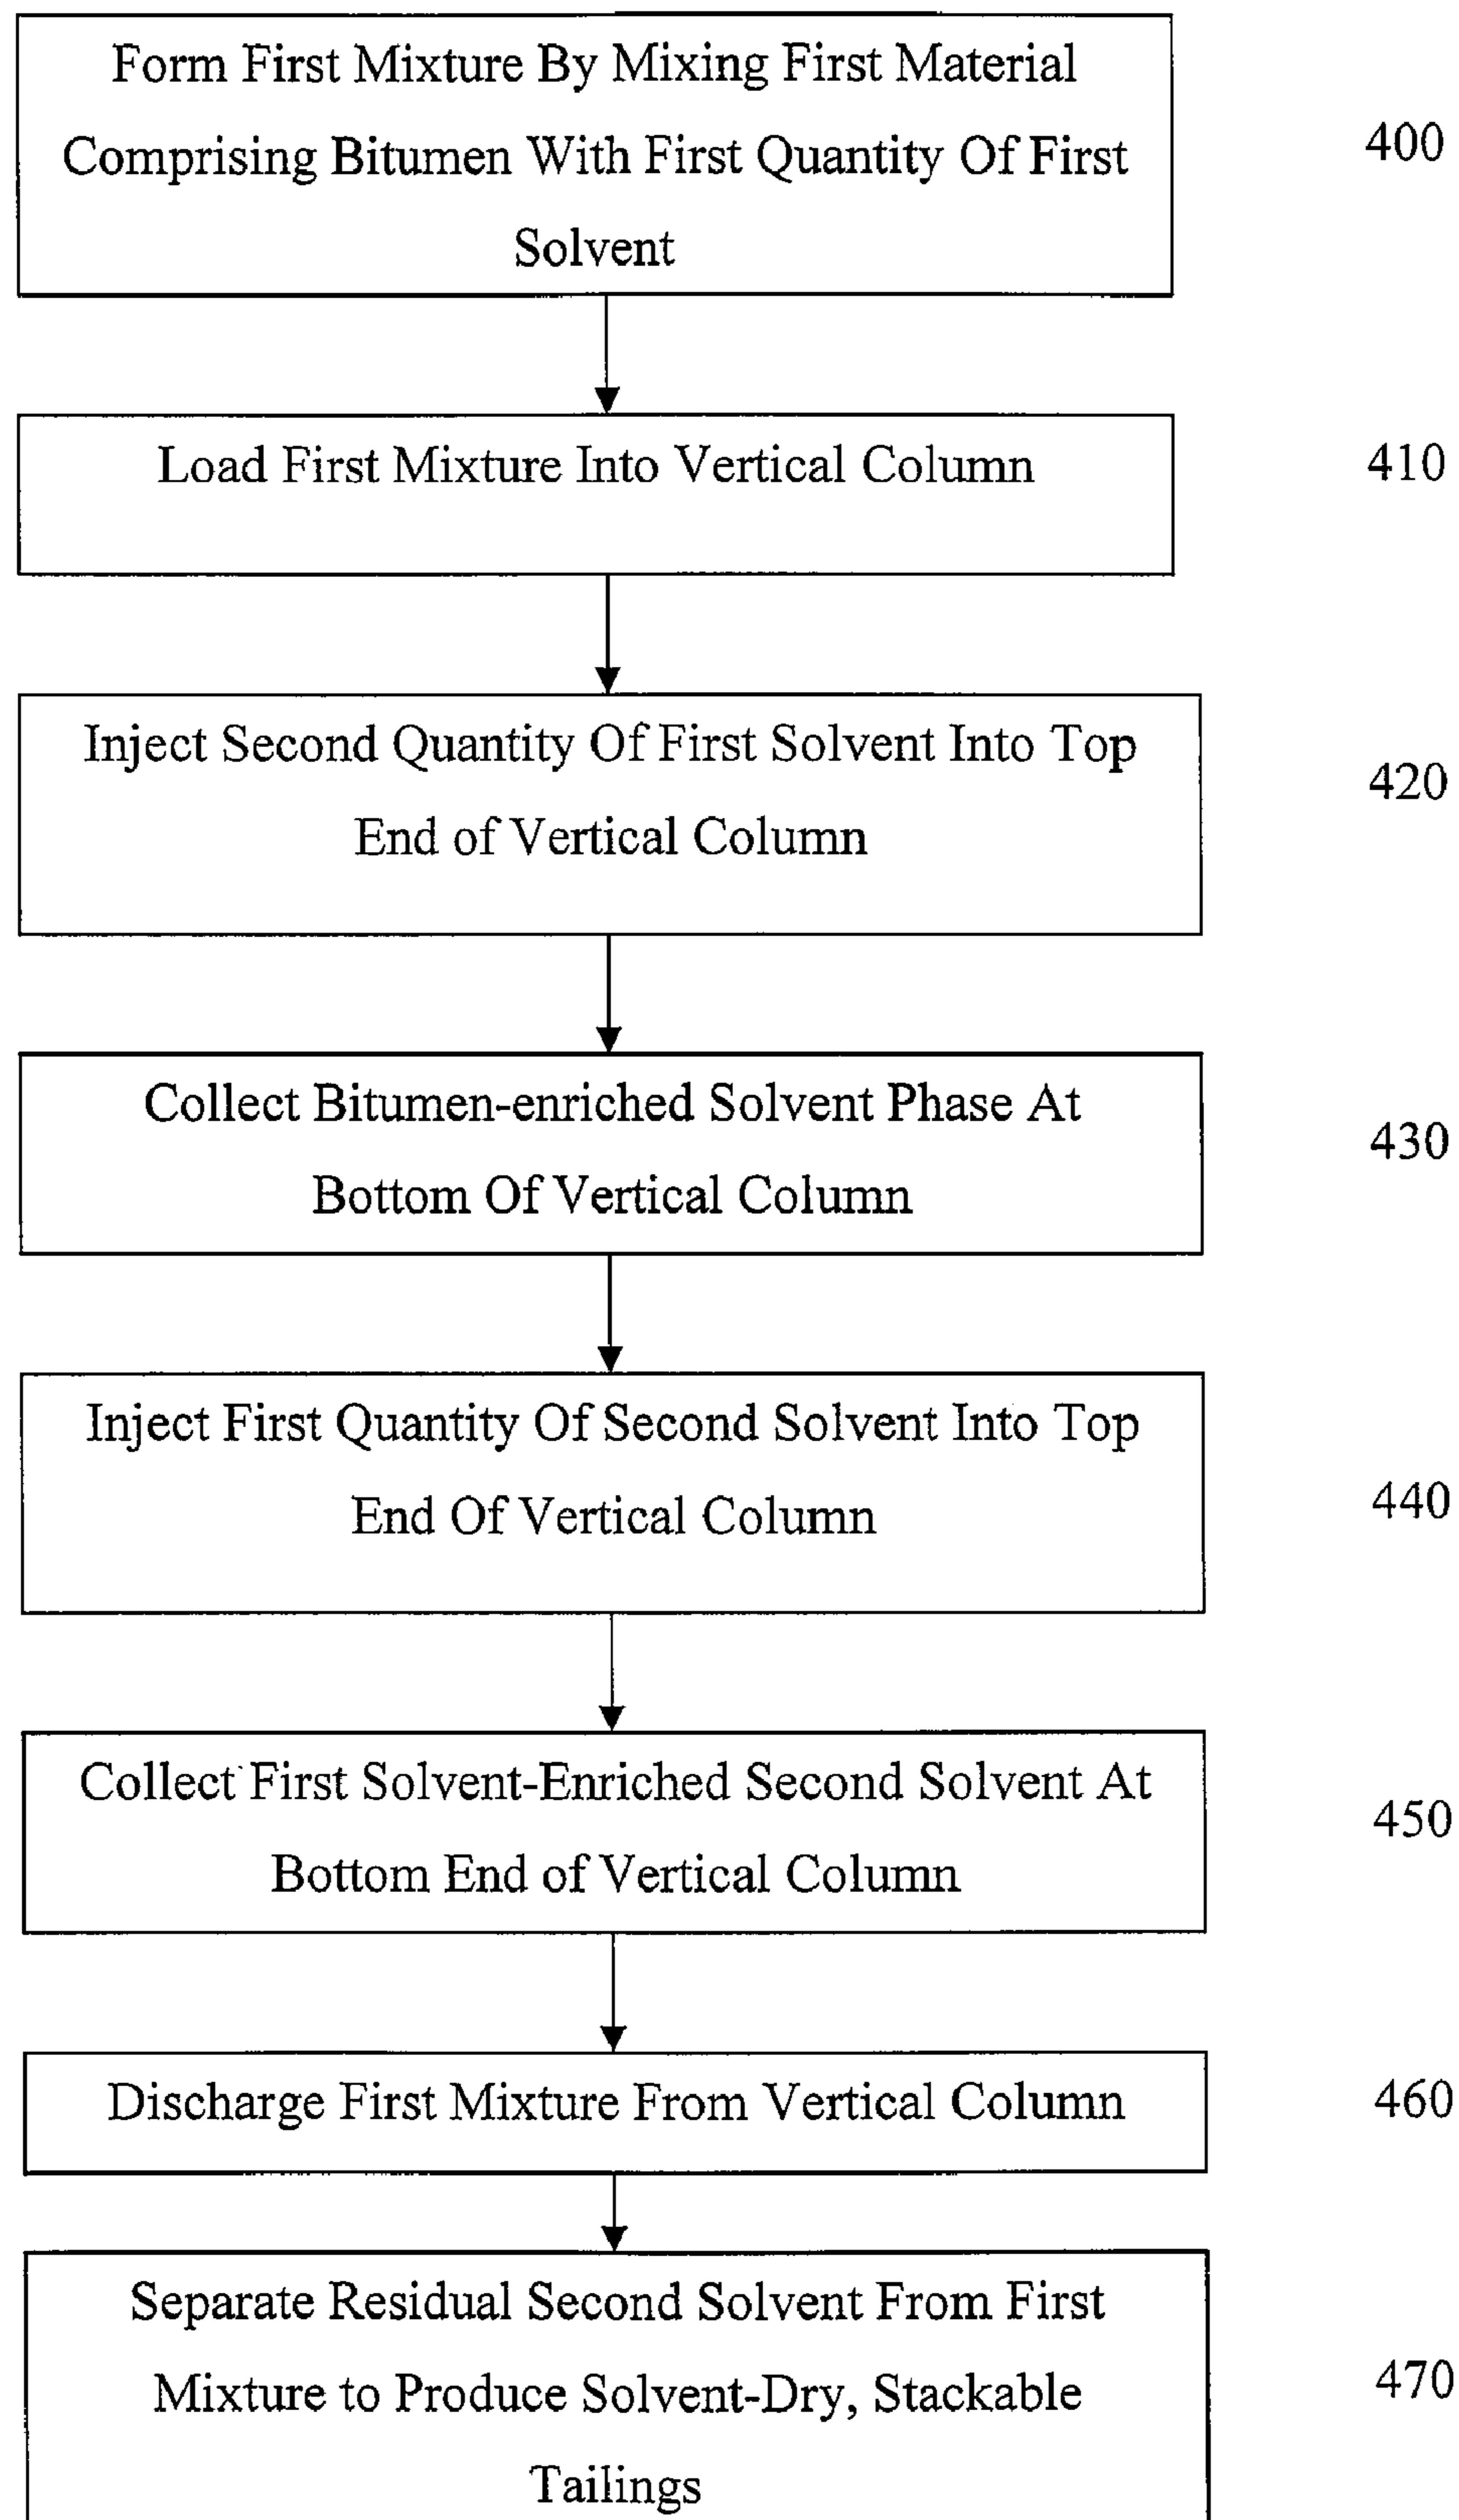 Form First Mixture By Mixing First Material
Comprising Bitumen With First Quantity Of First
Solvent
400
Load First Mixture Into Vertical Column
410
Inject Second Quantity Of First Solvent Into Top
End of Vertical Column
420
Collect Bitumen-enriched Solvent Phase At
Bottom Of Vertical Column
430
Inject First Quantity Of Second Solvent Into Top
End Of Vertical Column
440
Collect First Solvent-Enriched Second Solvent At
Bottom End of Vertical Column
450
Discharge First Mixture From Vertical Column
460
Separate Residual Second Solvent From First
Mixture to Produce Solvent-Dry, Stackable
Tailings
470